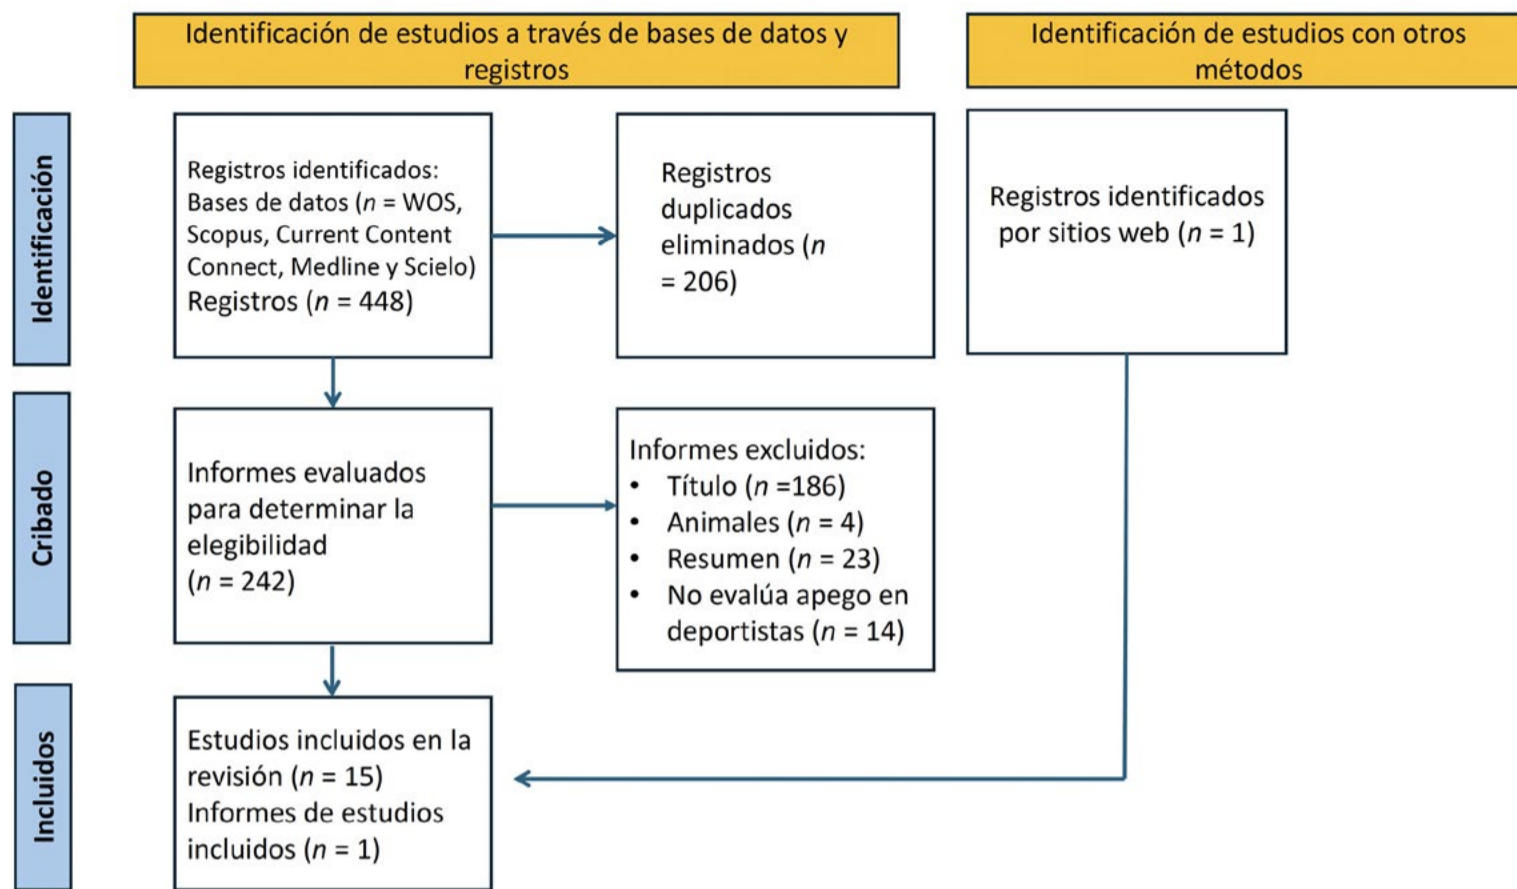 Identificación de estudios a través de bases de datos y
registros
Identificación de estudios con otros
métodos
Identificación
Registros identificados:
Bases de datos (n = WOS,
Scopus, Current Content
Connect, Medline y Scielo)
Registros (n = 448)
Registros
duplicados
eliminados (n
= 206)
Registros identificados
por sitios web (n = 1)
Cribado
Informes evaluados
para determinar la
elegibilidad
(n = 242)
Informes excluidos:
• Título (n =186)
• Animales (n = 4)
• Resumen (n = 23)
• No evalúa apego en
deportistas (n = 14)
Incluidos
Estudios incluidos en la
revisión (n = 15)
Informes de estudios
incluidos (n = 1)